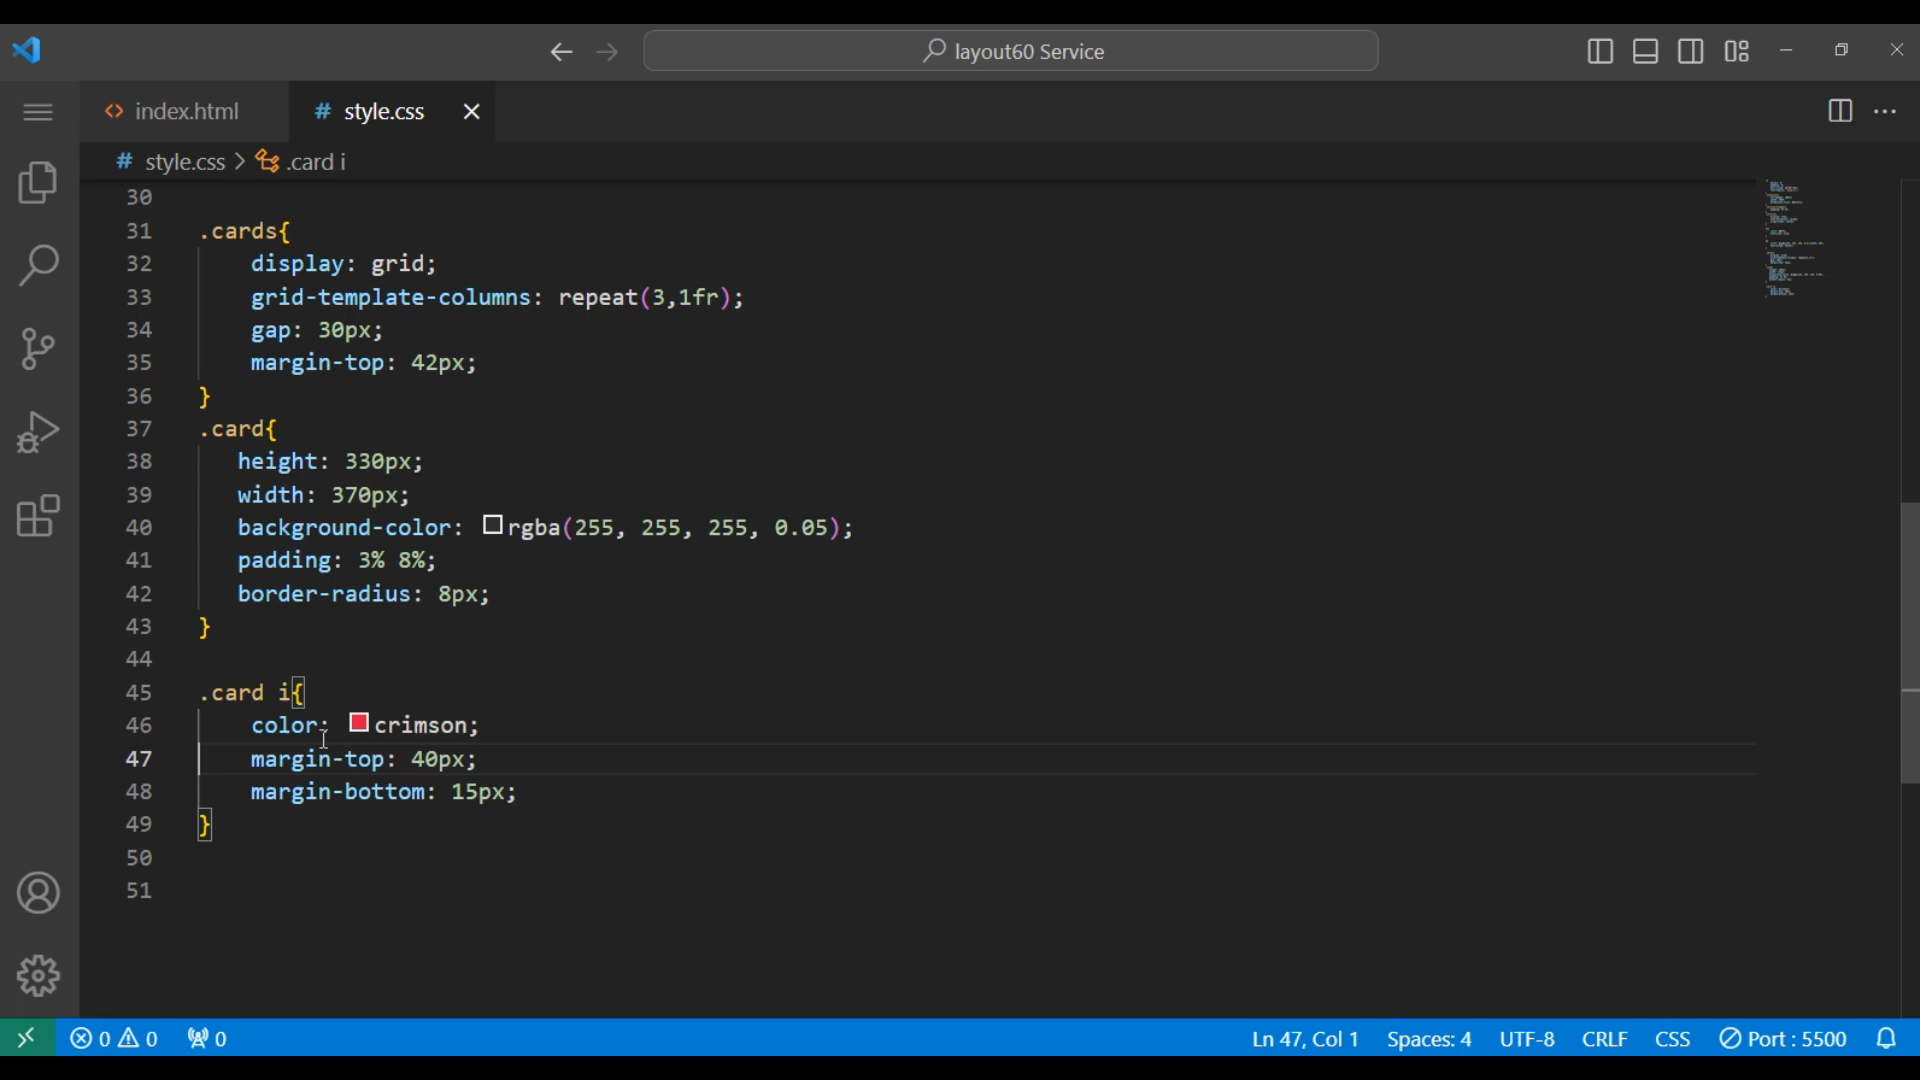 layout60 Service
index.html
style.css
style.css > .card i
30
31 .cards{
32 display: grid;
33 grid-template-columns: repeat(3,1fr);
34 gap: 30px;
35 margin-top: 42px;
36 }
37 .card{
38 height: 330px;
39 width: 370px;
40 background-color: rgba(255, 255, 255, 0.05);
41 padding: 3% 8%;
42 border-radius: 8px;
43 }
44
45 .card i{
46 color: crimson;
47 margin-top: 40px;
48 margin-bottom: 15px;
49 }
50
51
0 0 0 Ln 47, Col 1 Spaces: 4 UTF-8 CRLF CSS Port : 5500